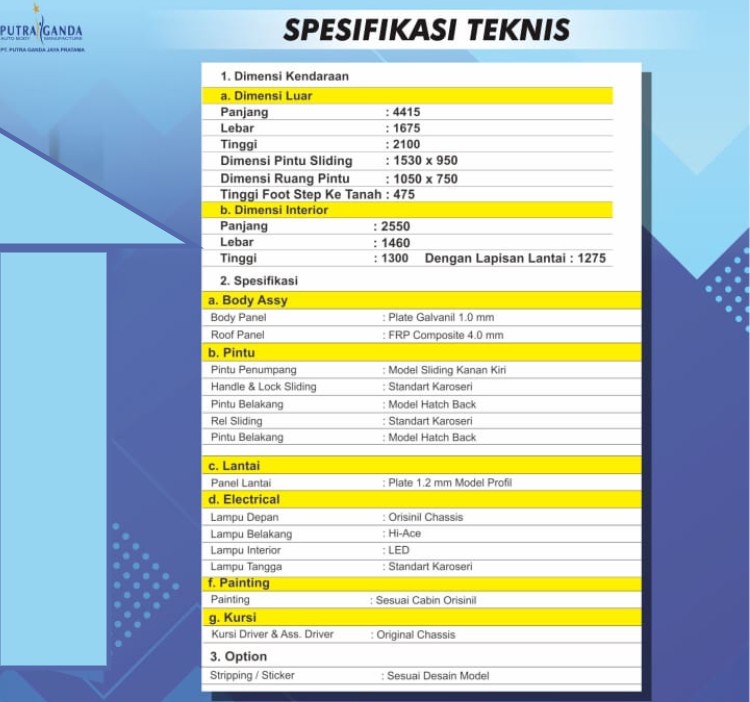 PUTRA GANDA
AUTO BODY MANUFACTURE
PT. PUTRA GANDA JAYA PRATAMA
SPESIFIKASI TEKNIS
1. Dimensi Kendaraan
a. Dimensi Luar
Panjang : 4415
Lebar : 1675
Tinggi : 2100
Dimensi Pintu Sliding : 1530 x 950
Dimensi Ruang Pintu : 1050 x 750
Tinggi Foot Step Ke Tanah : 475
b. Dimensi Interior
Panjang : 2550
Lebar : 1460
Tinggi : 1300 Dengan Lapisan Lantai : 1275
2. Spesifikasi
a. Body Assy
Body Panel : Plate Galvanil 1.0 mm
Roof Panel : FRP Composite 4.0 mm
b. Pintu
Pintu Penumpang : Model Sliding Kanan Kiri
Handle & Lock Sliding : Standart Karoseri
Pintu Belakang : Model Hatch Back
Rel Sliding : Standart Karoseri
Pintu Belakang : Model Hatch Back
c. Lantai
Panel Lantai : Plate 1.2 mm Model Profil
d. Electrical
Lampu Depan : Orisinil Chassis
Lampu Belakang : Hi-Ace
Lampu Interior : LED
Lampu Tangga : Standart Karoseri
f. Painting
Painting : Sesuai Cabin Orisinil
g. Kursi
Kursi Driver & Ass. Driver : Original Chassis
3. Option
Stripping / Sticker : Sesuai Desain Model